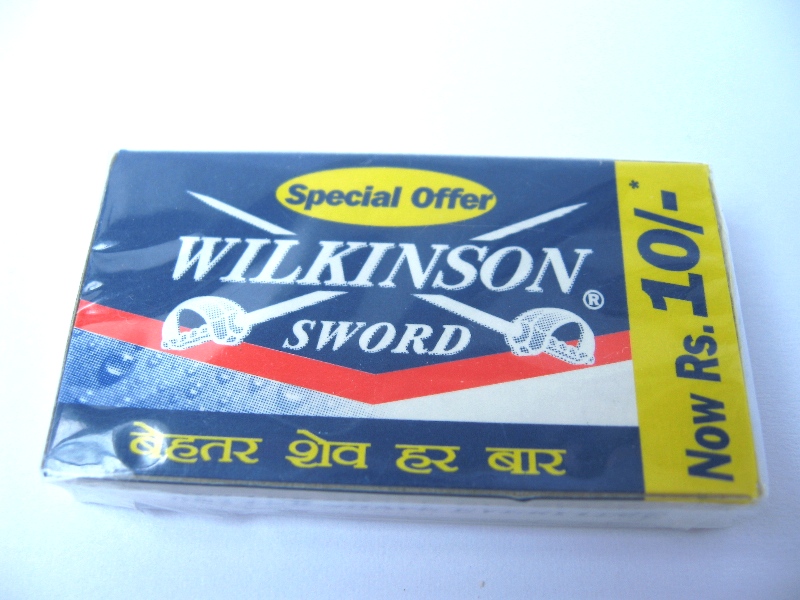 Special Offer
WILKINSON®
SWORD
बेहतर शेव हर बार
Now Rs. 10/-*